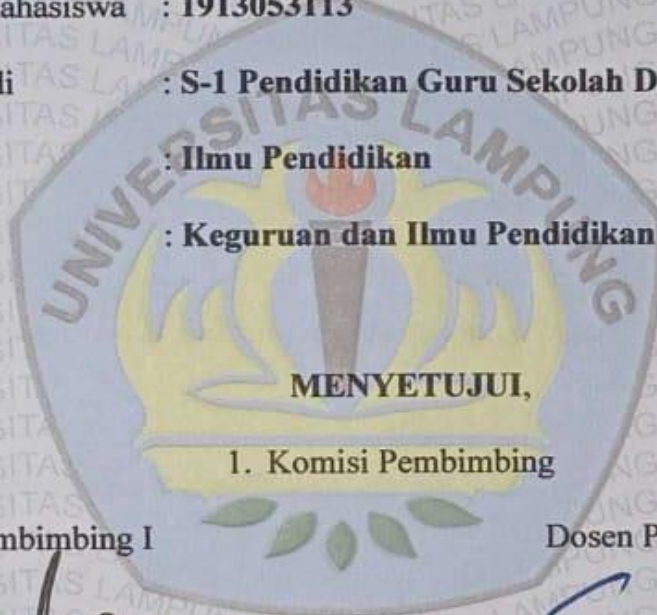 ahasiswa : 1913053113
di : S-1 Pendidikan Guru Sekolah D
: Ilmu Pendidikan
: Keguruan dan Ilmu Pendidikan
UNIVERSITAS LAMPUNG
MENYETUJUI,
1. Komisi Pembimbing
mbimbing I Dosen P